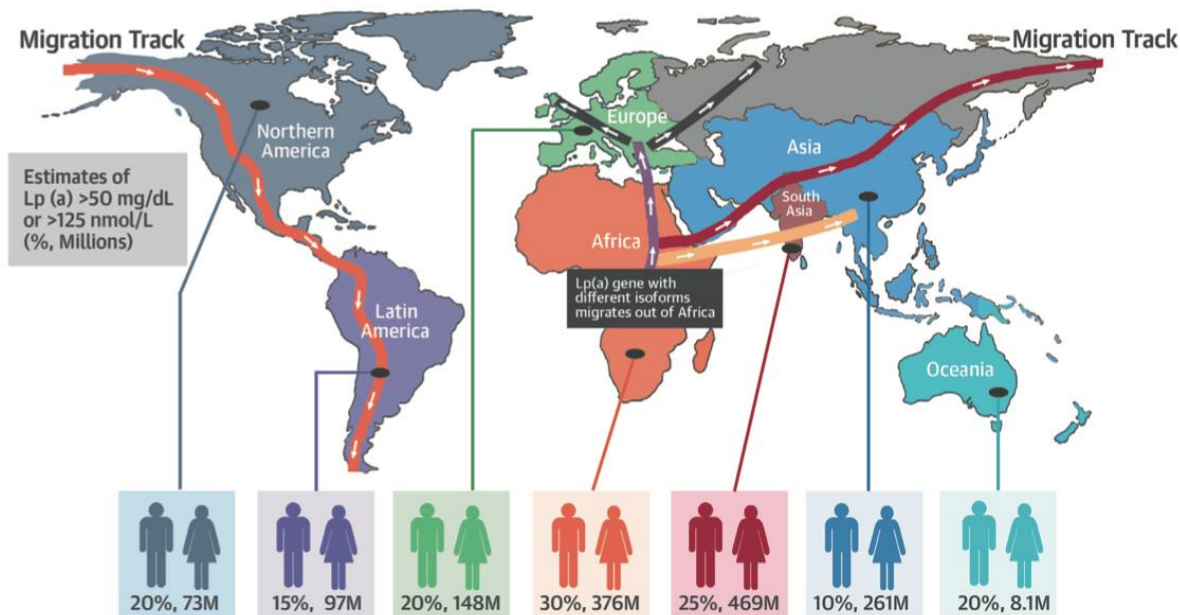 Migration Track
Migration Track
Northern
America
Europe
Asia
Estimates of
Lp (a) >50 mg/dL
or >125 nmol/L
(%, Millions)
South
Asia
Africa
Lp(a) gene with
different isoforms
migrates out of Africa
Latin
America
Oceania
20%, 73M
15%, 97M
20%, 148M
30%, 376M
25%, 469M
10%, 261M
20%, 8.1M